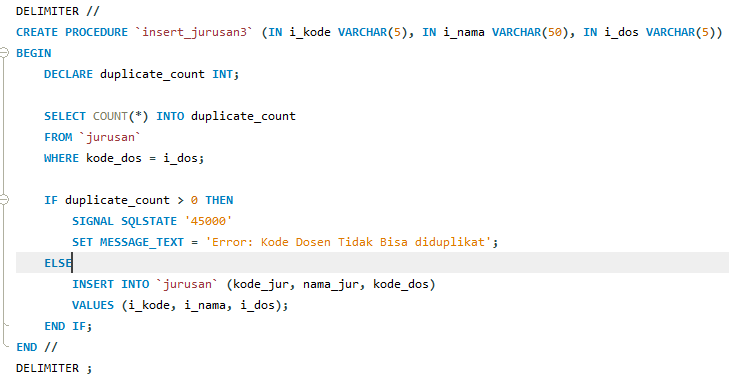 DELIMITER //
CREATE PROCEDURE `insert_jurusan3` (IN i_kode VARCHAR(5), IN i_nama VARCHAR(50), IN i_dos VARCHAR(5))
BEGIN
    DECLARE duplicate_count INT;

    SELECT COUNT(*) INTO duplicate_count
    FROM `jurusan`
    WHERE kode_dos = i_dos;

    IF duplicate_count > 0 THEN
        SIGNAL SQLSTATE '45000'
        SET MESSAGE_TEXT = 'Error: Kode Dosen Tidak Bisa diduplikat';
    ELSE
        INSERT INTO `jurusan` (kode_jur, nama_jur, kode_dos)
        VALUES (i_kode, i_nama, i_dos);
    END IF;
END //
DELIMITER ;